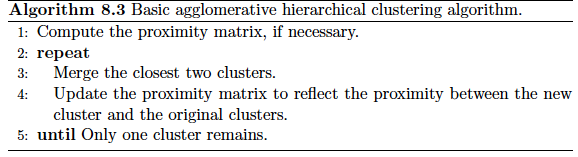 Algorithm 8.3 Basic agglomerative hierarchical clustering algorithm.
1: Compute the proximity matrix, if necessary.
2: repeat
3: Merge the closest two clusters.
4: Update the proximity matrix to reflect the proximity between the new
cluster and the original clusters.
5: until Only one cluster remains.